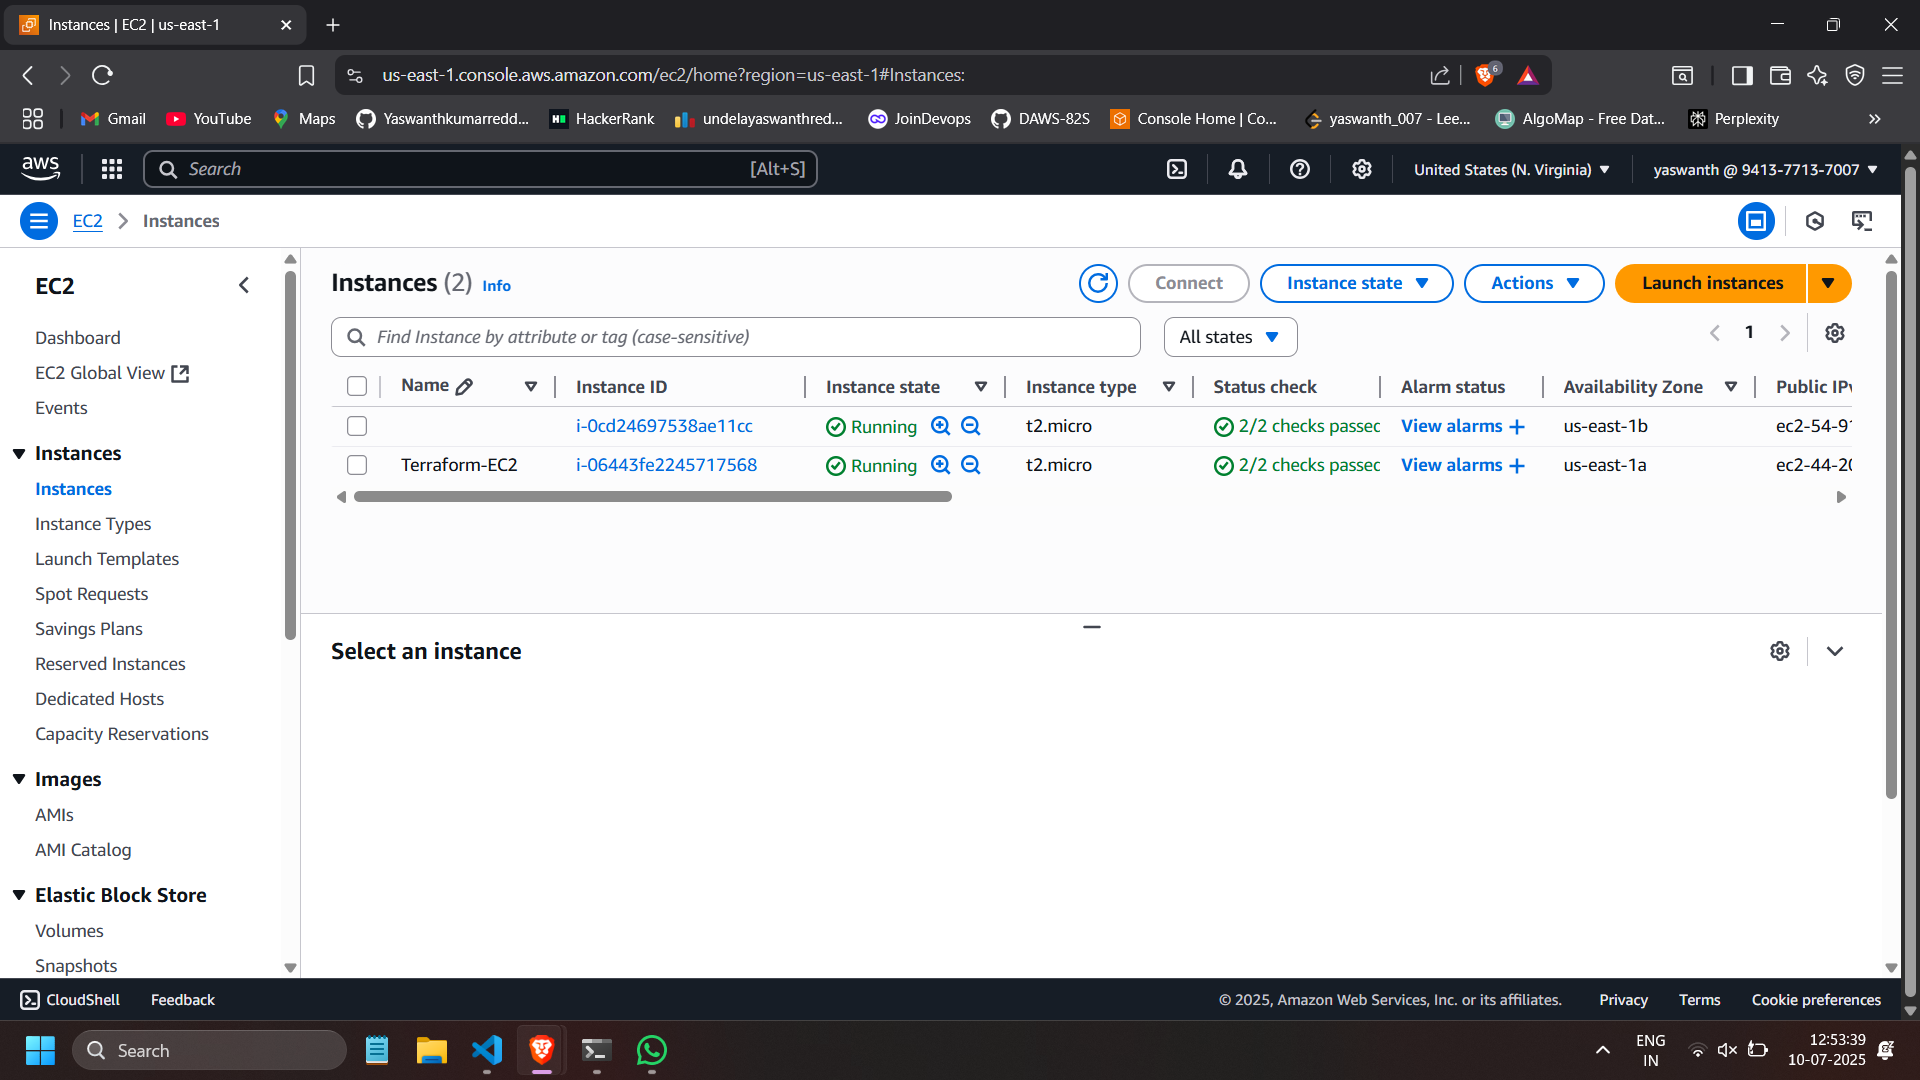 Instances | EC2 | us-east-1
us-east-1.console.aws.amazon.com/ec2/home?region=us-east-1#Instances:
6
Gmail YouTube Maps Yaswanthkumarredd... HackerRank undelayaswanthred... JoinDevops DAWS-82S Console Home | Co... yaswanth_007 - Lee... AlgoMap - Free Dat... Perplexity
aws Search [Alt+S] United States (N. Virginia) yaswanth @ 9413-7713-7007
EC2 Instances
EC2
Dashboard
EC2 Global View
Events
Instances
Instances
Instance Types
Launch Templates
Spot Requests
Savings Plans
Reserved Instances
Dedicated Hosts
Capacity Reservations
Images
AMIs
AMI Catalog
Elastic Block Store
Volumes
Snapshots
Instances (2) Info Connect Instance state Actions Launch instances
Find Instance by attribute or tag (case-sensitive) All states 1
Name Instance ID Instance state Instance type Status check Alarm status Availability Zone Public IPv
i-0cd24697538ae11cc Running t2.micro 2/2 checks passed View alarms us-east-1b ec2-54-91
Terraform-EC2 i-06443fe2245717568 Running t2.micro 2/2 checks passed View alarms us-east-1a ec2-44-20
Select an instance
CloudShell Feedback © 2025, Amazon Web Services, Inc. or its affiliates. Privacy Terms Cookie preferences
Search
ENG
IN
12:53:39
10-07-2025